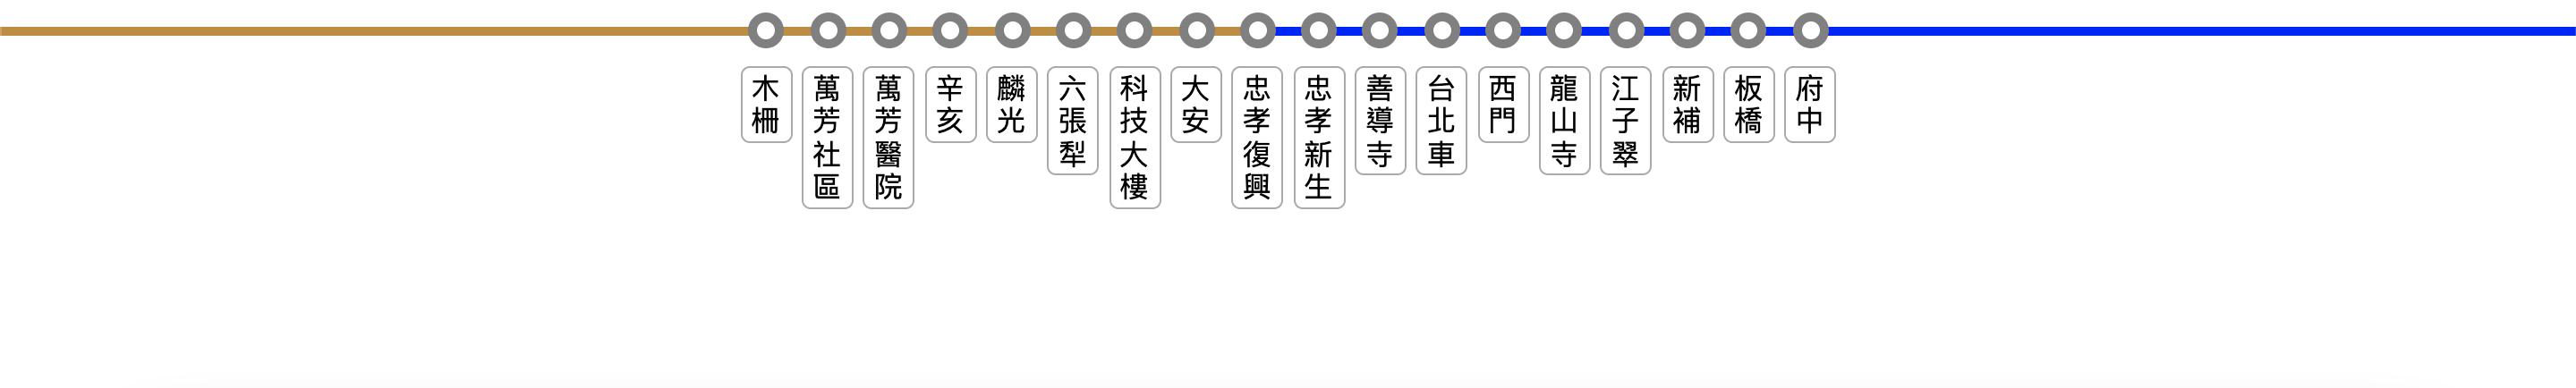 木柵
萬芳社區
萬芳醫院
辛亥
麟光
六張犁
科技大樓
大安
忠孝復興
忠孝新生
善導寺
台北車
西門
龍山寺
江子翠
新補
板橋
府中